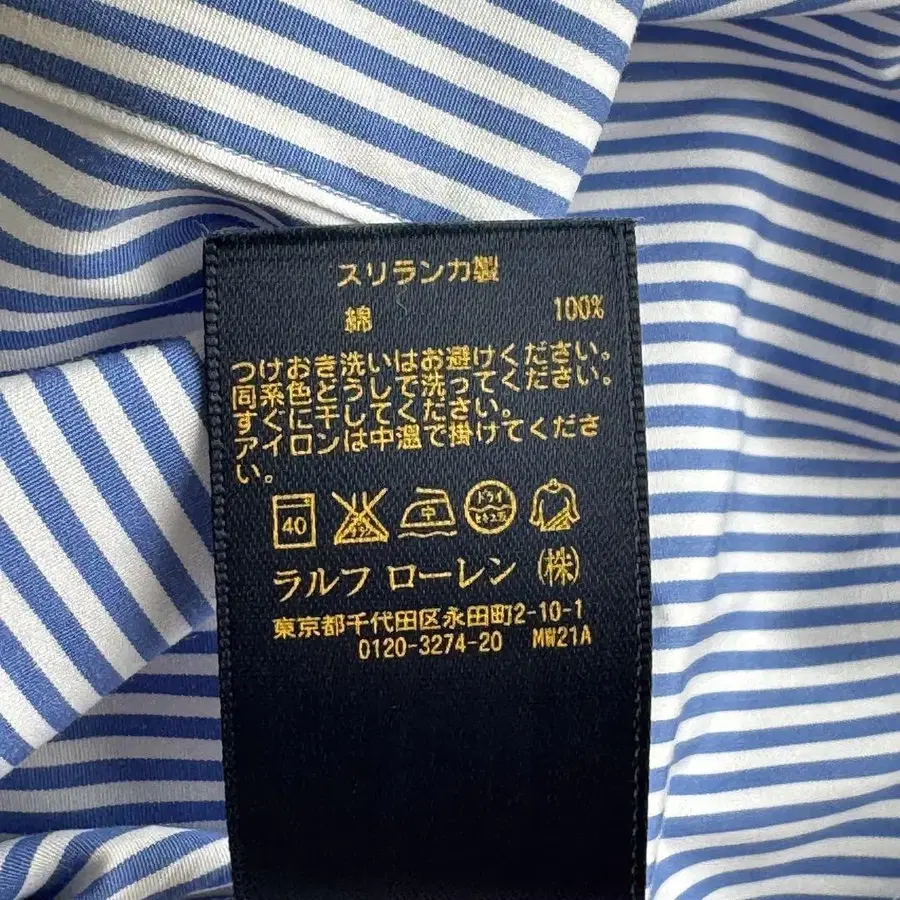 スリランカ製
綿 100%
つけおき洗いはお避けください。
同系色どうしで洗ってください。
すぐに干してください。
アイロンは中温で掛けてくださ
い。
40 中 ドライ
ラルフ ローレン (株)
東京都千代田区永田町2-10-1
0120-3274-20 MW21A